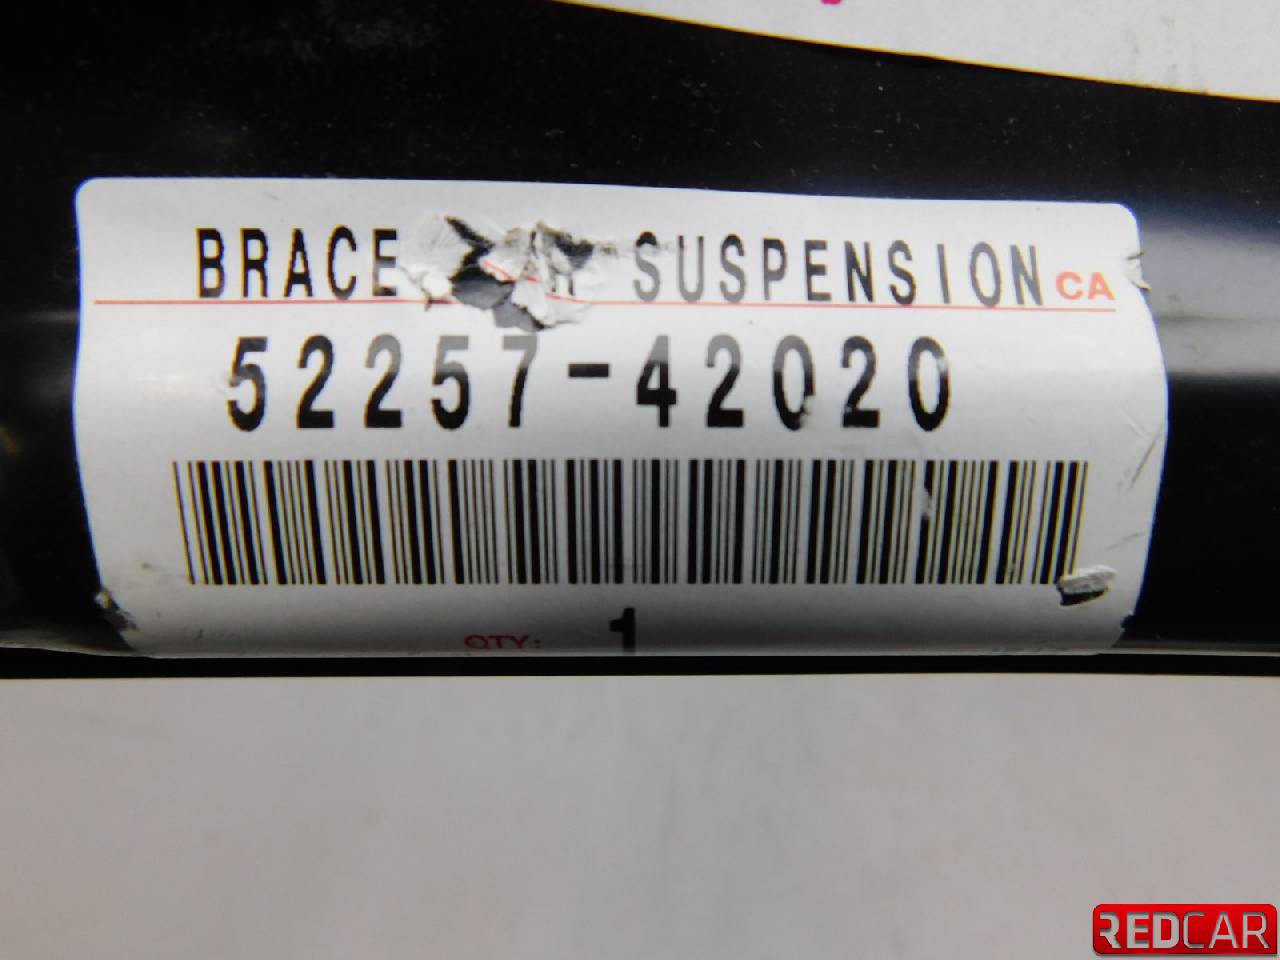 BRACE SUSPENSION CA
52257-42020
QTY: 1
REDCAR